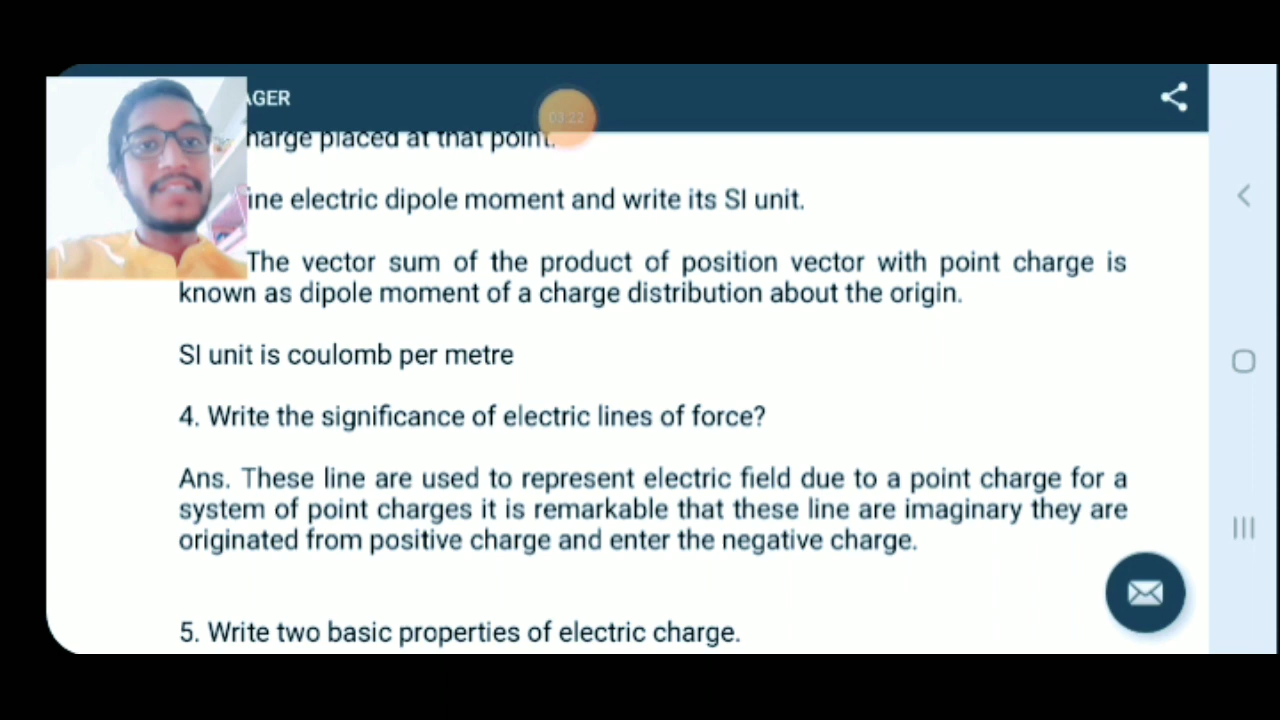 AGER
03:22
harge placed at that point.
ine electric dipole moment and write its SI unit.
The vector sum of the product of position vector with point charge is
known as dipole moment of a charge distribution about the origin.
SI unit is coulomb per metre
4. Write the significance of electric lines of force?
Ans. These line are used to represent electric field due to a point charge for a
system of point charges it is remarkable that these line are imaginary they are
originated from positive charge and enter the negative charge.
5. Write two basic properties of electric charge.